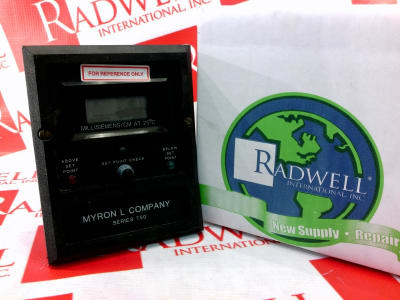 RADWELL
INTERNATIONAL, INC.
FOR REFERENCE ONLY
MILLISIEMENS/CM AT 25°C
ABOVE
SET
POINT
SET POINT CHECK
BELOW
SET
POINT
MYRON L COMPANY
SERIES 750
RADWELL
INTERNATIONAL, INC.
New Supply • Repair
RADWELL